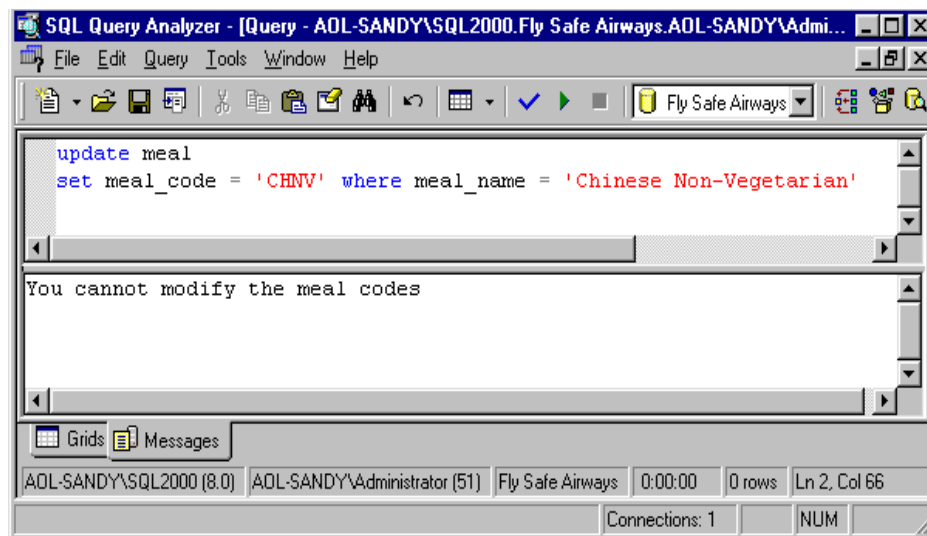 SQL Query Analyzer - [Query - AOL-SANDY\SQL2000.Fly Safe Airways.AOL-SANDY\Admi...
File Edit Query Tools Window Help
Fly Safe Airways
update meal
set meal_code = 'CHNV' where meal_name = 'Chinese Non-Vegetarian'
You cannot modify the meal codes
Grids Messages
AOL-SANDY\SQL2000 (8.0) AOL-SANDY\Administrator (51) Fly Safe Airways 0:00:00 0 rows Ln 2, Col 66
Connections: 1 NUM